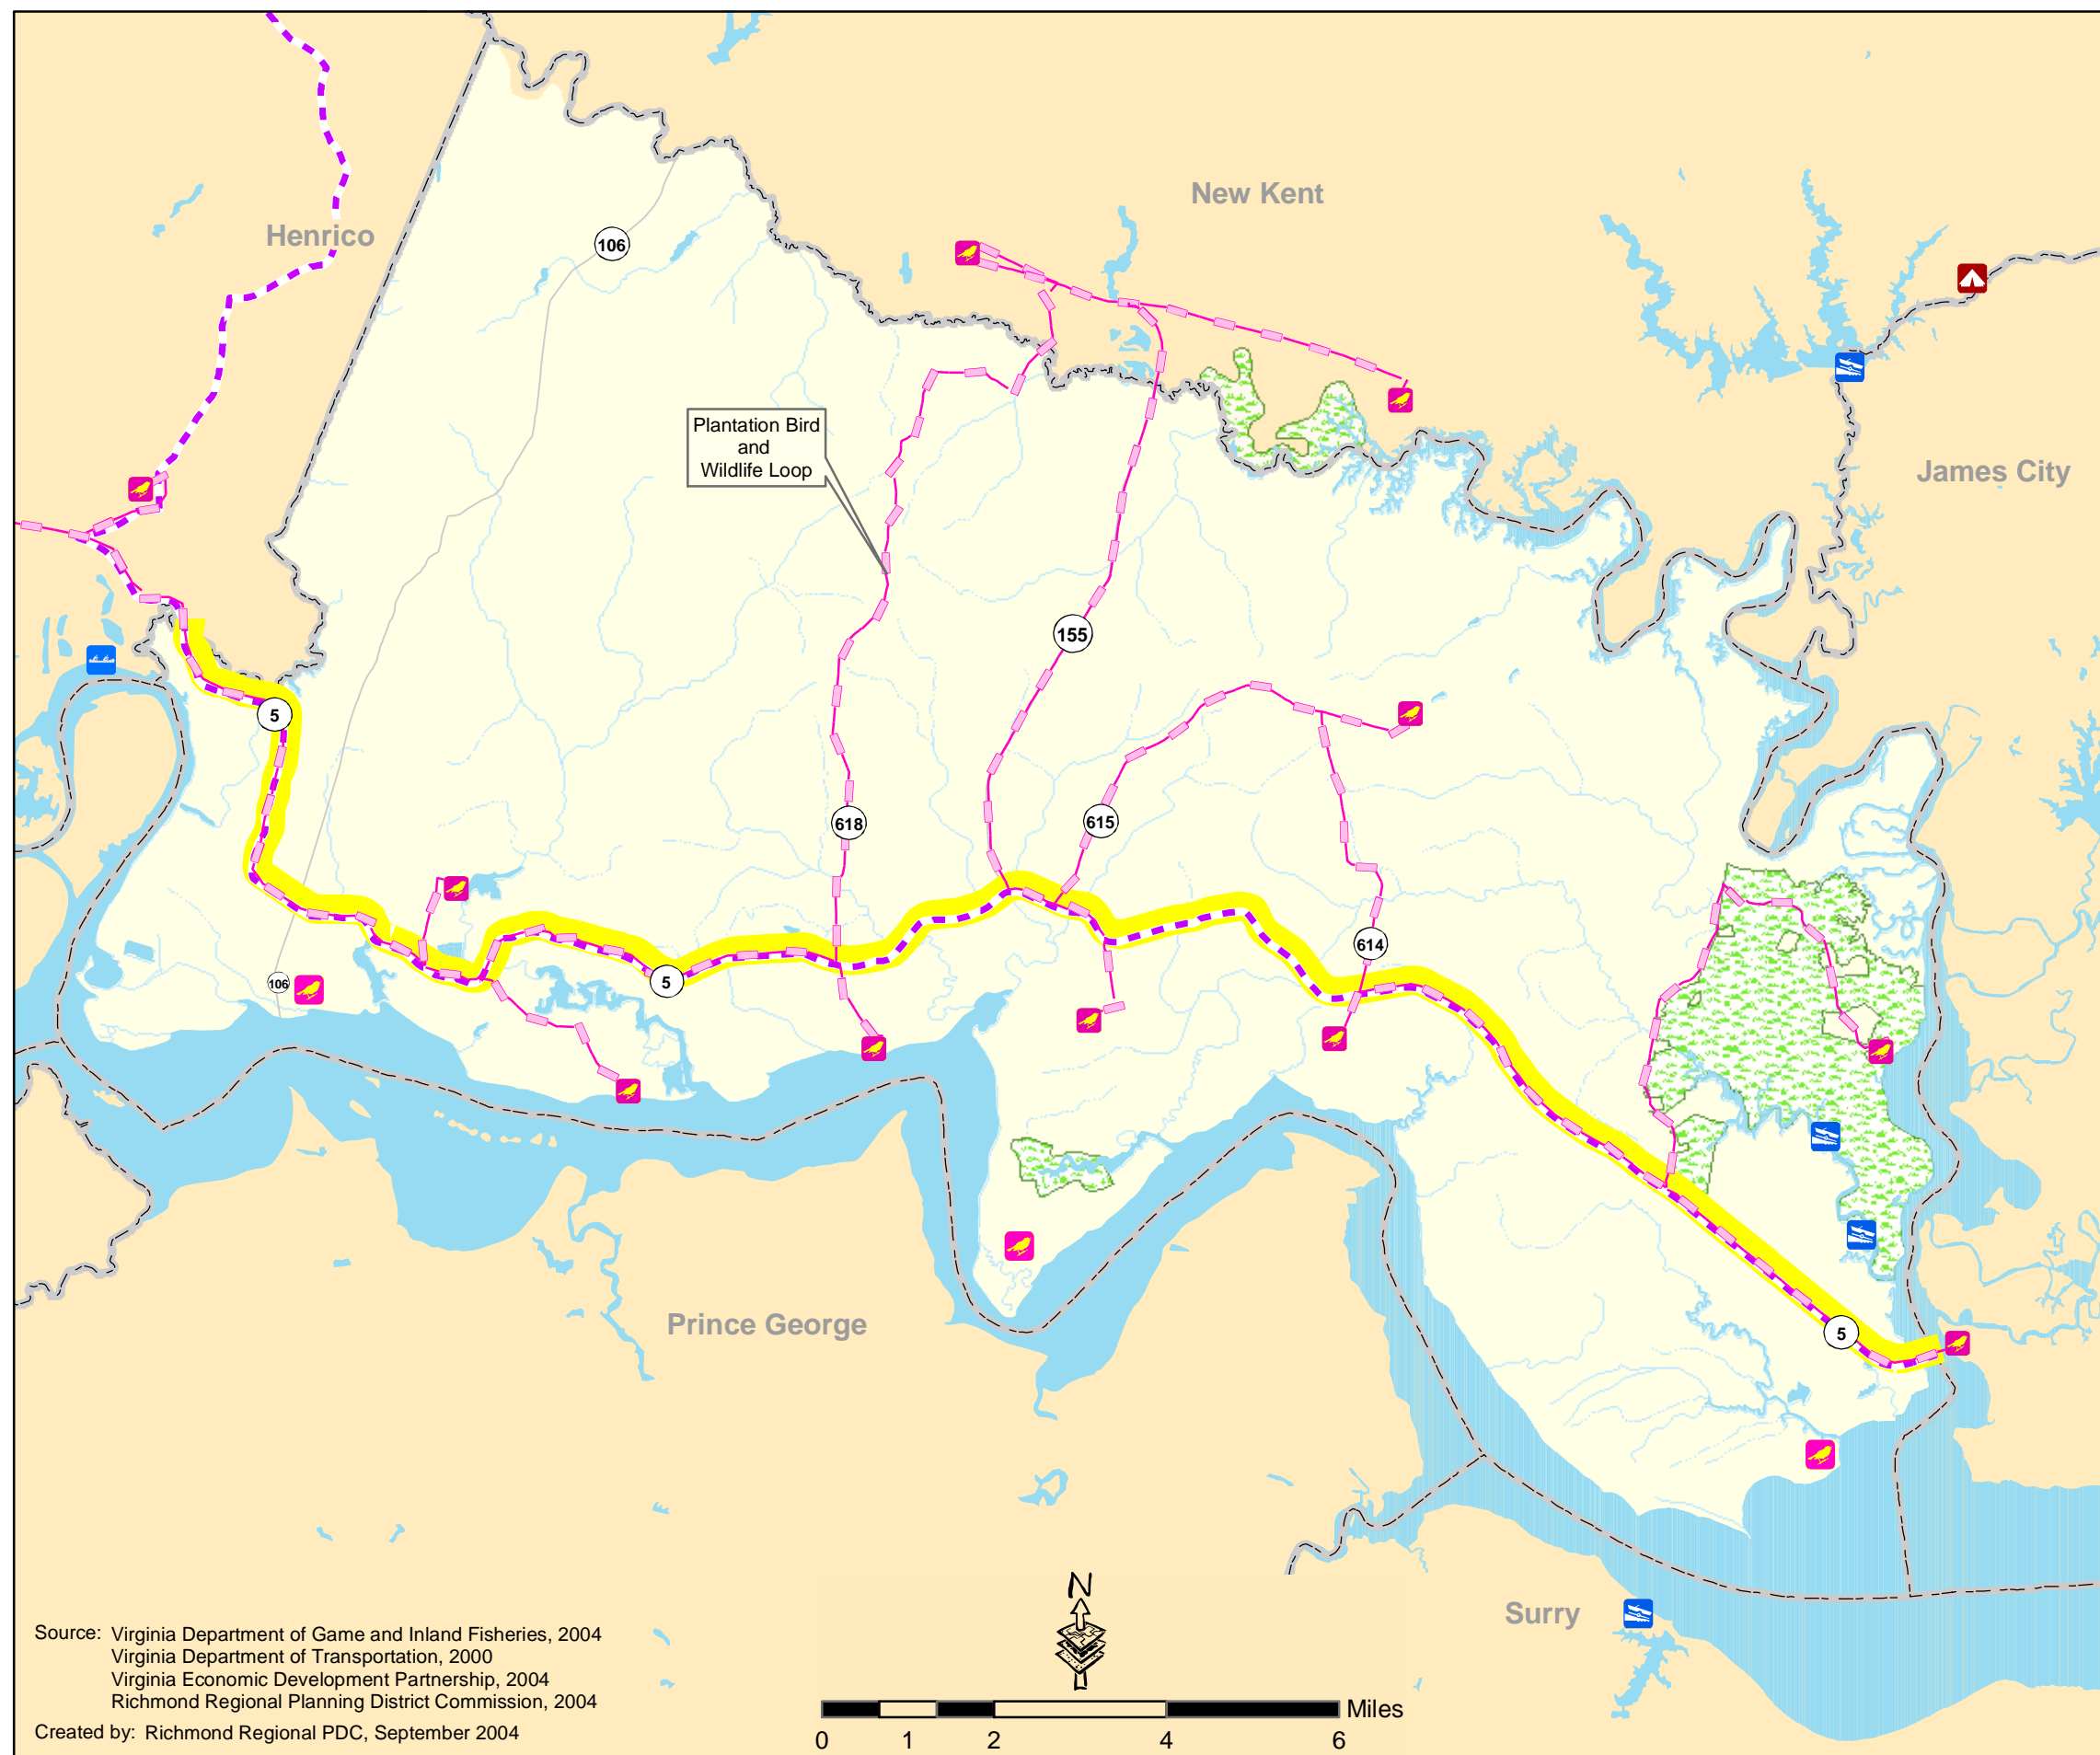 New Kent
Henrico
106
James City
Plantation Bird
and
Wildlife Loop
155
5
618
615
614
5
106
5
Prince George
Surry
N
Source: Virginia Department of Game and Inland Fisheries, 2004
Virginia Department of Transportation, 2000
Virginia Economic Development Partnership, 2004
Richmond Regional Planning District Commission, 2004
Created by: Richmond Regional PDC, September 2004
Miles
0 1 2 4 6